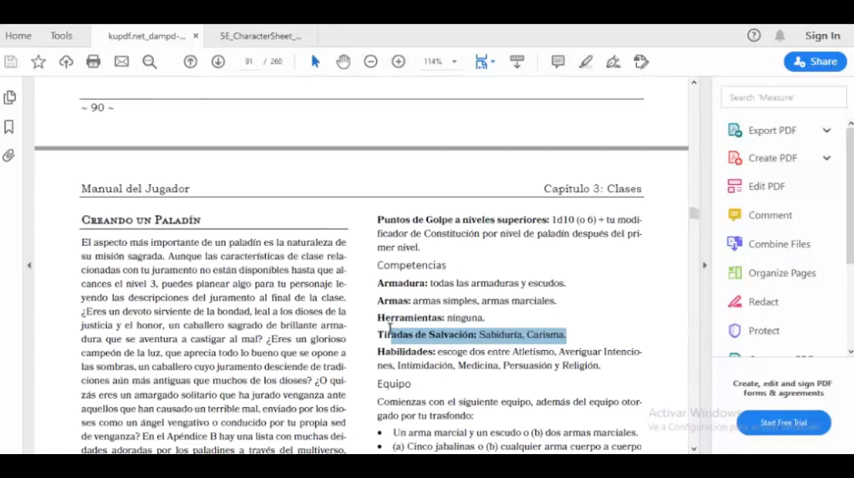 Home
Tools
kupdf.net_dampd-...
×
5E_CharacterSheet_...
Sign In
91 / 260
114%
Share
~ 90 ~
Manual del Jugador
Capítulo 3: Clases
CREANDO UN PALADÍN
El aspecto más importante de un paladín es la naturaleza de
su misión sagrada. Aunque las características de clase rela-
cionadas con tu juramento no están disponibles hasta que al-
cances el nivel 3, puedes planear algo para tu personaje le-
yendo las descripciones del juramento al final de la clase.
¿Eres un devoto sirviente de la bondad, leal a los dioses de la
justicia y el honor, un caballero sagrado de brillante arma-
dura que se aventura a castigar al mal? ¿Eres un glorioso
campeón de la luz, que aprecia todo lo bueno que se opone a
las sombras, un caballero cuyo juramento desciende de tradi-
ciones aún más antiguas que muchos de los dioses? ¿O qui-
zás eres un amargado solitario que ha jurado venganza ante
aquellos que han causado un terrible mal, enviado por los dio-
ses como un ángel vengativo o conducido por tu propia sed
de venganza? En el Apéndice B hay una lista con muchas dei-
dades adoradas por los paladines a través del multiverso,
Puntos de Golpe a niveles superiores: 1d10 (o 6) + tu modi-
ficador de Constitución por nivel de paladín después del pri-
mer nivel.
Competencias
Armadura: todas las armaduras y escudos.
Armas: armas simples, armas marciales.
Herramientas: ninguna.
Tiradas de Salvación: Sabiduría, Carisma.
Habilidades: escoge dos entre Atletismo, Averiguar Intencio-
nes, Intimidación, Medicina, Persuasión y Religión.
Equipo
Comienzas con el siguiente equipo, además del equipo otor-
gado por tu trasfondo:
• Un arma marcial y un escudo o (b) dos armas marciales.
• (a) Cinco jabalinas o (b) cualquier arma cuerpo a cuerpo
Search 'Measure'
Export PDF
Create PDF
Edit PDF
Comment
Combine Files
Organize Pages
Redact
Protect
Create, edit and sign PDF
forms & agreements
Start Free Trial
Activar Windows